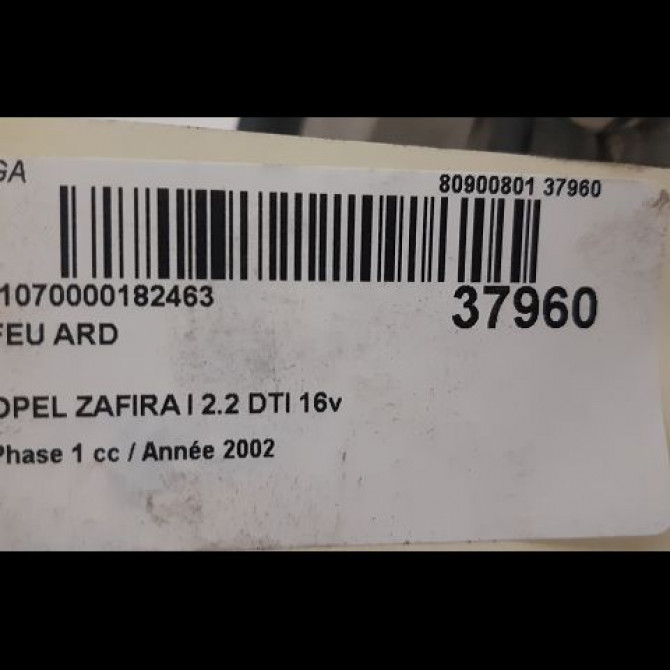 GA
80900801 37960
1070000182463
37960
FEU ARD
OPEL ZAFIRA I 2.2 DTI 16v
Phase 1 cc / Année 2002